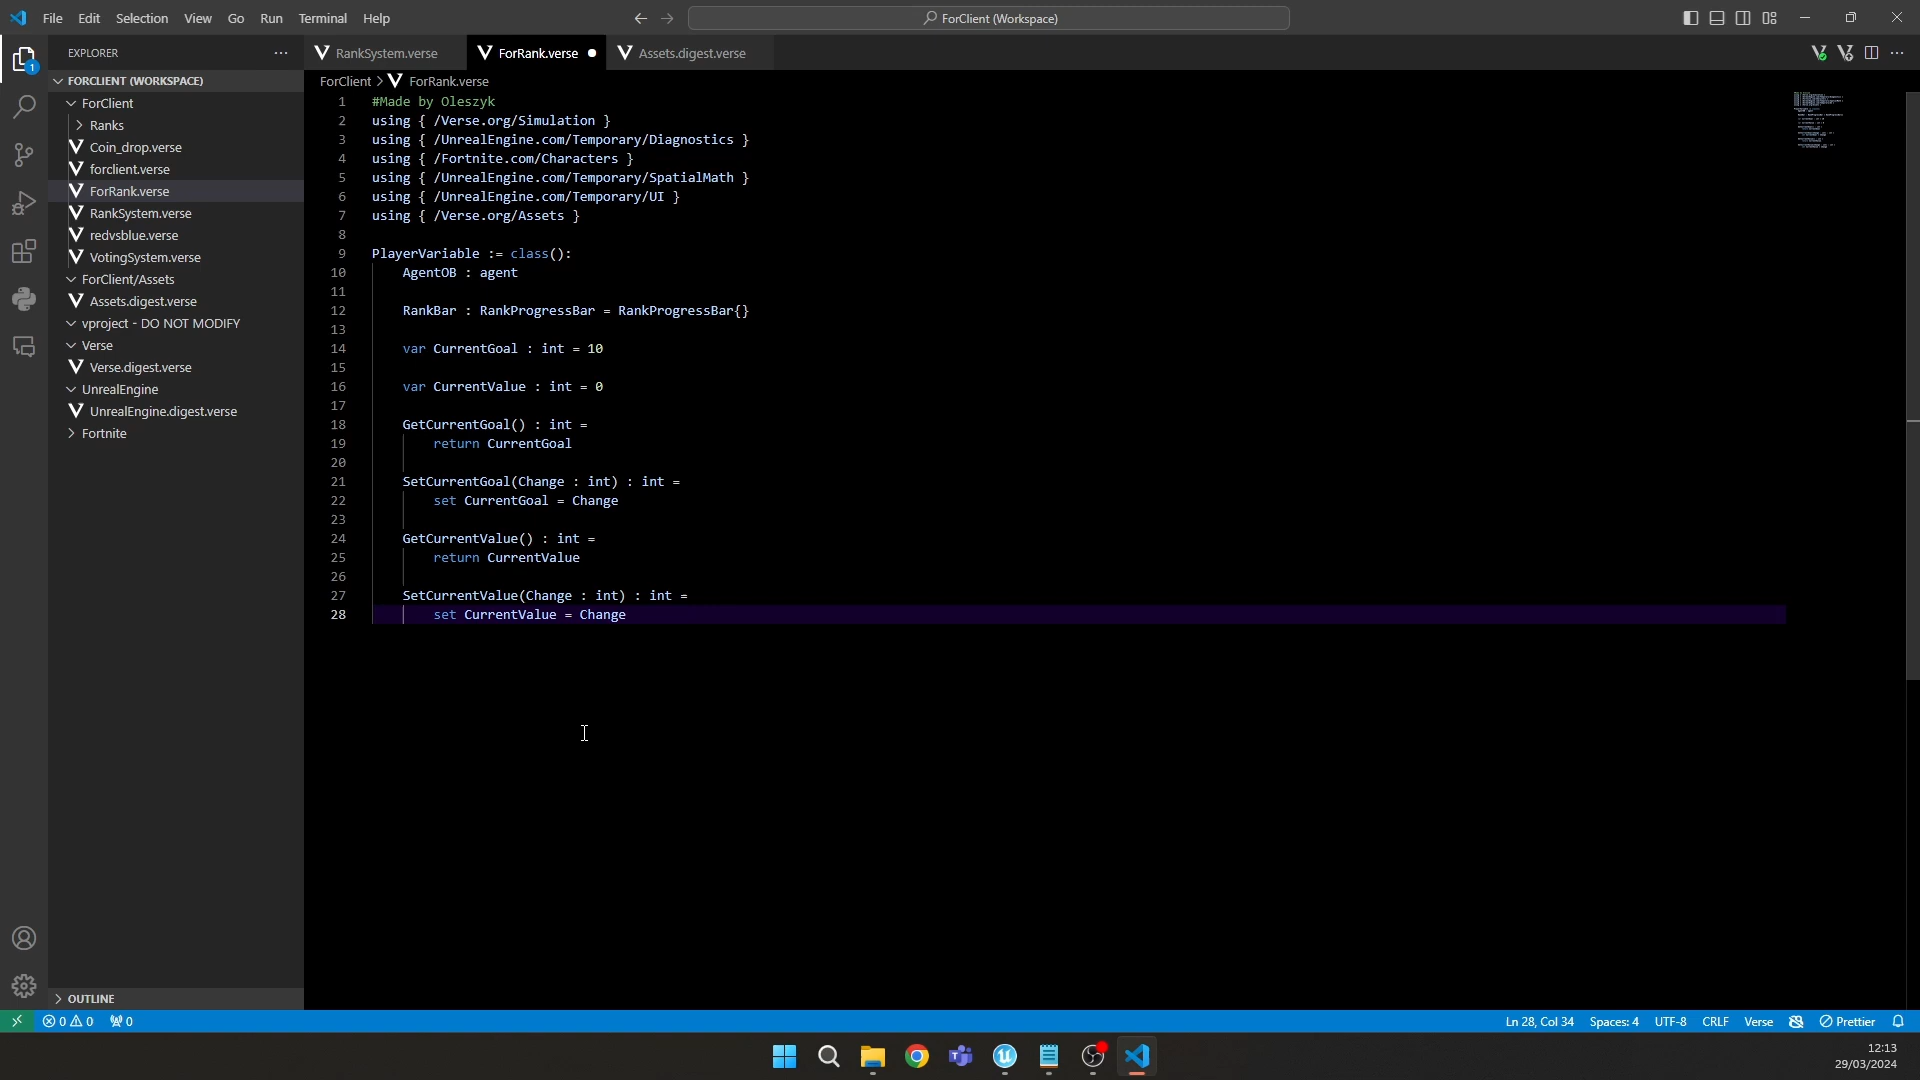 File Edit Selection View Go Run Terminal Help
ForClient (Workspace)
EXPLORER
RankSystem.verse
ForRank.verse
Assets.digest.verse
FORCLIENT (WORKSPACE)
ForClient
Ranks
Coin_drop.verse
forclient.verse
ForRank.verse
RankSystem.verse
redvsblue.verse
VotingSystem.verse
ForClient/Assets
Assets.digest.verse
vproject - DO NOT MODIFY
Verse
Verse.digest.verse
UnrealEngine
UnrealEngine.digest.verse
Fortnite
OUTLINE
ForClient > ForRank.verse
1 #Made by Oleszyk
2 using { /Verse.org/Simulation }
3 using { /UnrealEngine.com/Temporary/Diagnostics }
4 using { /Fortnite.com/Characters }
5 using { /UnrealEngine.com/Temporary/SpatialMath }
6 using { /UnrealEngine.com/Temporary/UI }
7 using { /Verse.org/Assets }
8
9 PlayerVariable := class():
10 AgentOB : agent
11
12 RankBar : RankProgressBar = RankProgressBar{}
13
14 var CurrentGoal : int = 10
15
16 var CurrentValue : int = 0
17
18 GetCurrentGoal() : int =
19 return CurrentGoal
20
21 SetCurrentGoal(Change : int) : int =
22 set CurrentGoal = Change
23
24 GetCurrentValue() : int =
25 return CurrentValue
26
27 SetCurrentValue(Change : int) : int =
28 set CurrentValue = Change
0 0 0
Ln 28, Col 34 Spaces: 4 UTF-8 CRLF Verse Prettier
12:13
29/03/2024